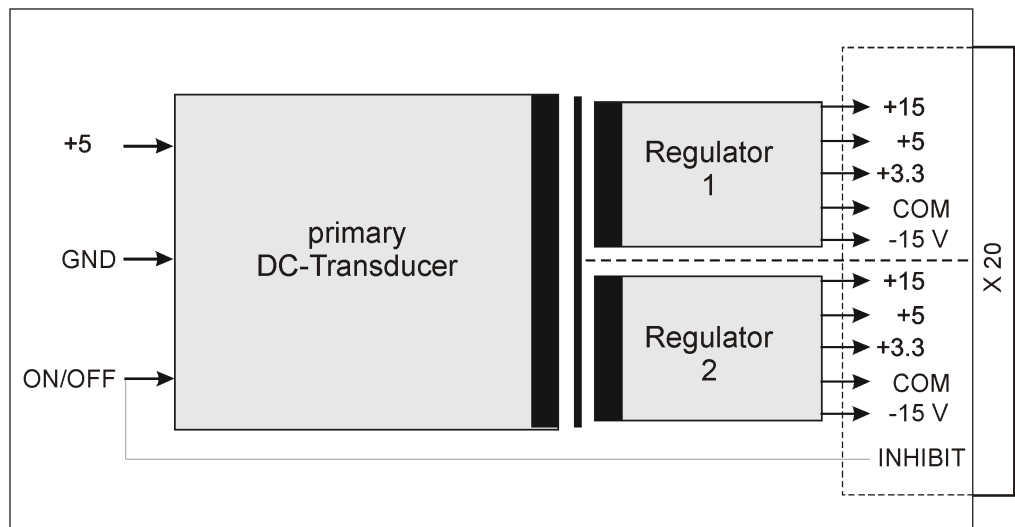 +5
GND
ON/OFF
primary
DC-Transducer
Regulator
1
+15
+5
+3.3
COM
-15 V
Regulator
2
+15
+5
+3.3
COM
-15 V
INHIBIT
X 20